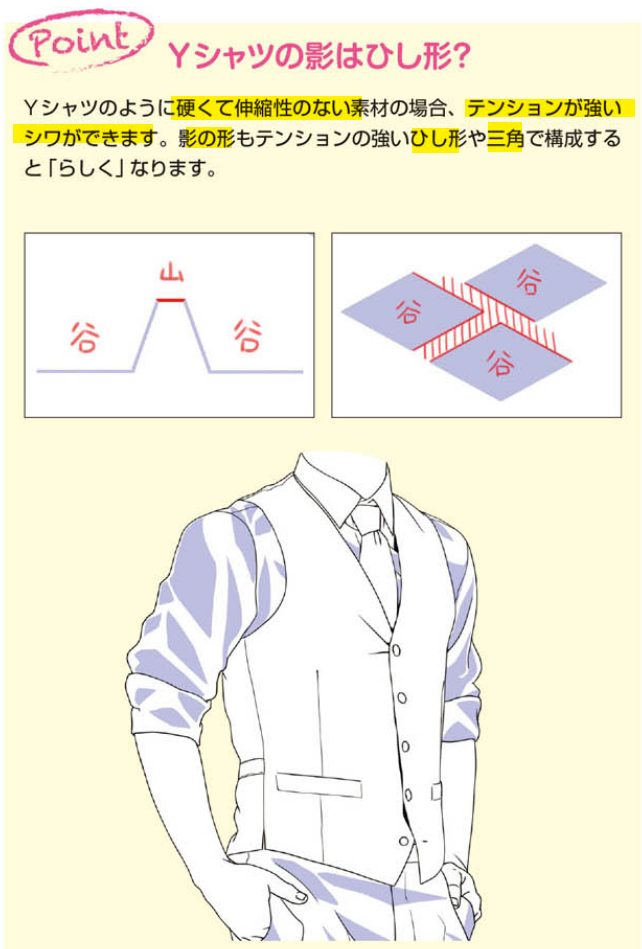 Point
Yシャツの影はひし形?
Yシャツのように硬くて伸縮性のない素材の場合、テンションが強い
シワができます。影の形もテンションの強いひし形や三角で構成する
と「らしく」なります。
山
谷 谷
谷
谷
谷